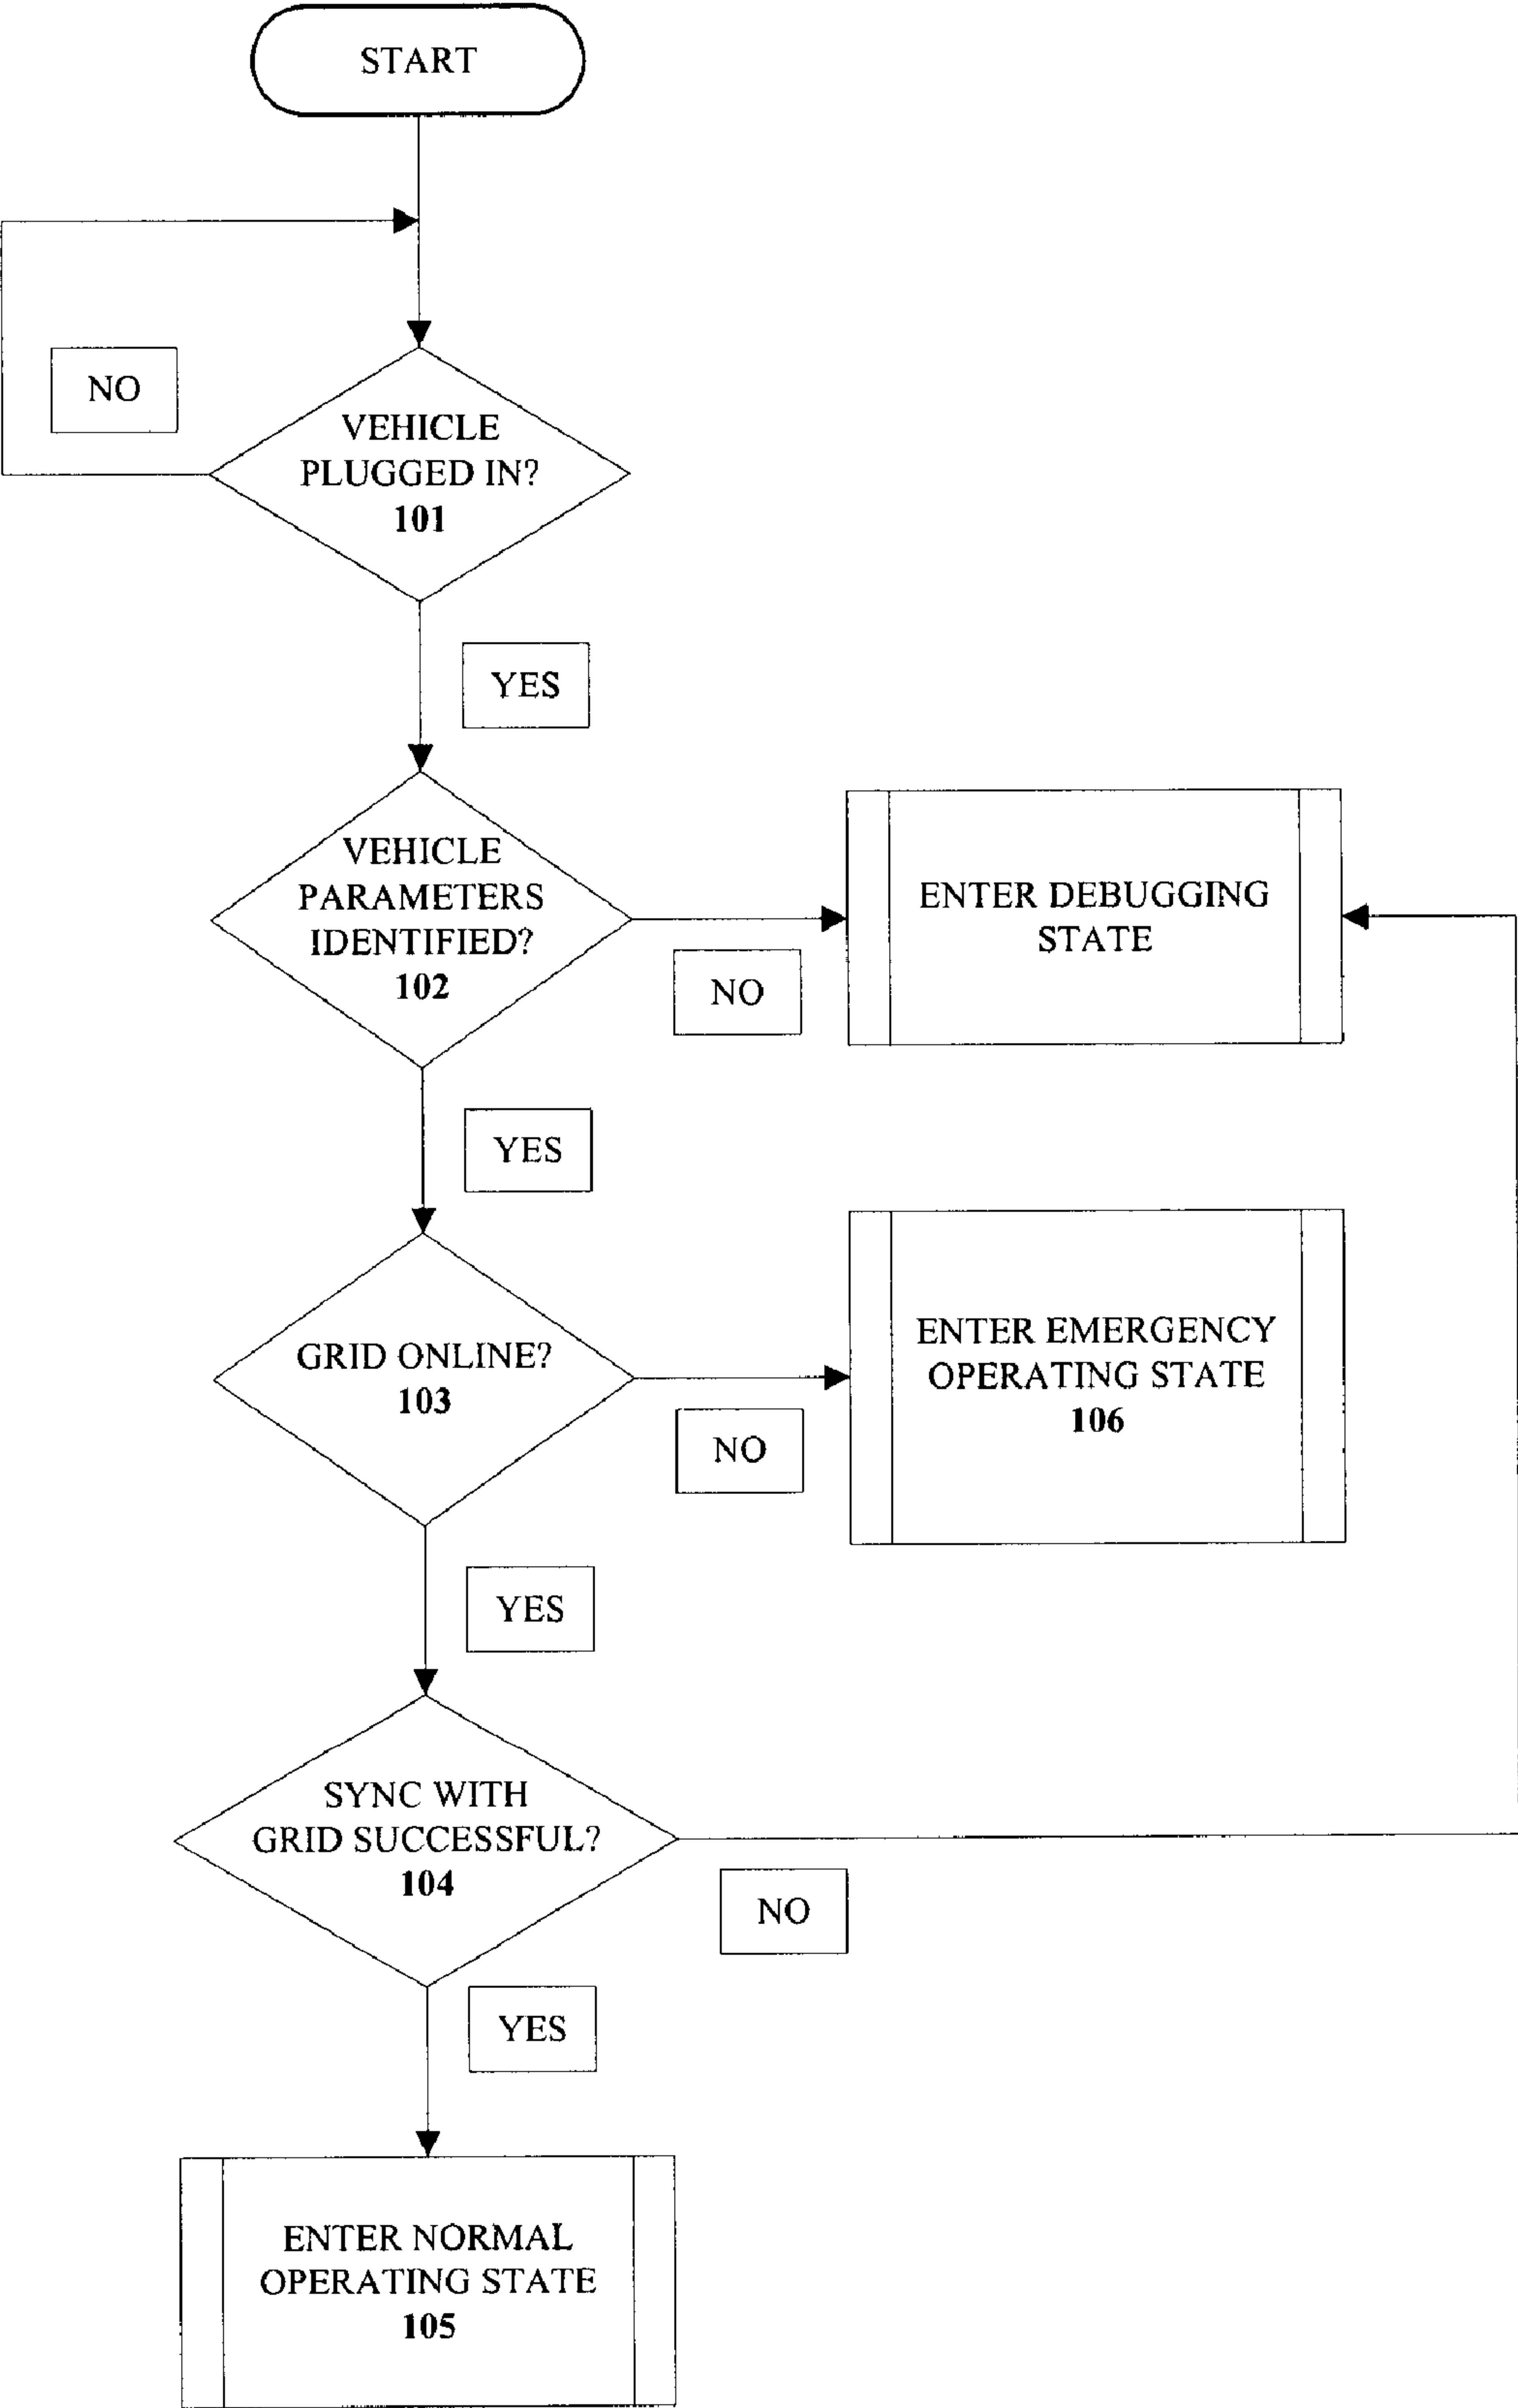 START
NO
VEHICLE
PLUGGED IN?
101
YES
VEHICLE
PARAMETERS
IDENTIFIED?
102
NO
ENTER DEBUGGING
STATE
YES
GRID ONLINE?
103
NO
ENTER EMERGENCY
OPERATING STATE
106
YES
SYNC WITH
GRID SUCCESSFUL?
104
NO
YES
ENTER NORMAL
OPERATING STATE
105